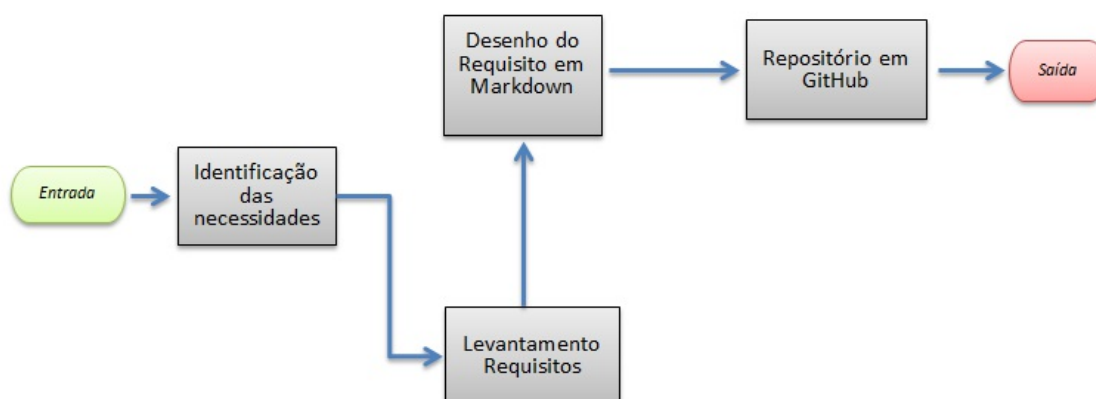 Entrada
Identificação
das
necessidades
Levantamento
Requisitos
Desenho do
Requisito em
Markdown
Repositório em
GitHub
Saída